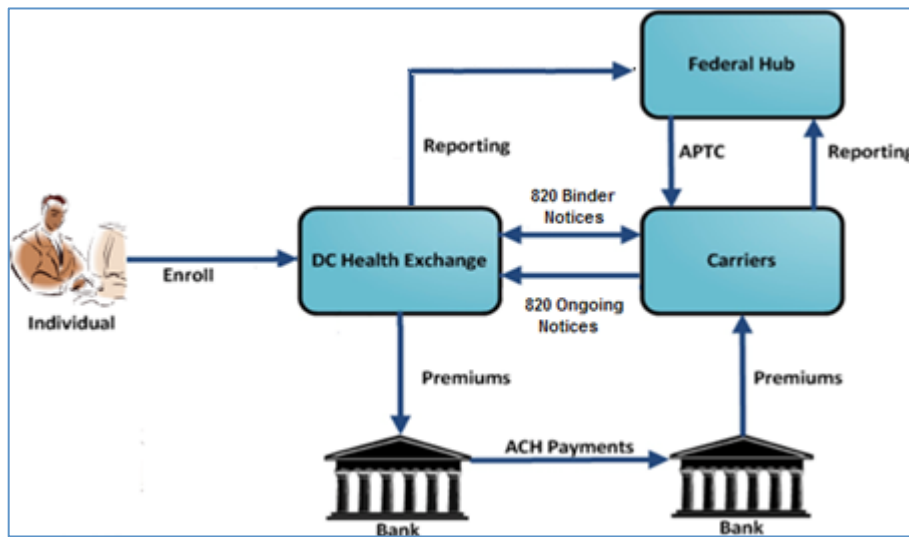 Federal Hub
Reporting
APTC
Reporting
820 Binder
Notices
DC Health Exchange
Carriers
Enroll
820 Ongoing
Notices
Individual
Premiums
Premiums
ACH Payments
Bank
Bank